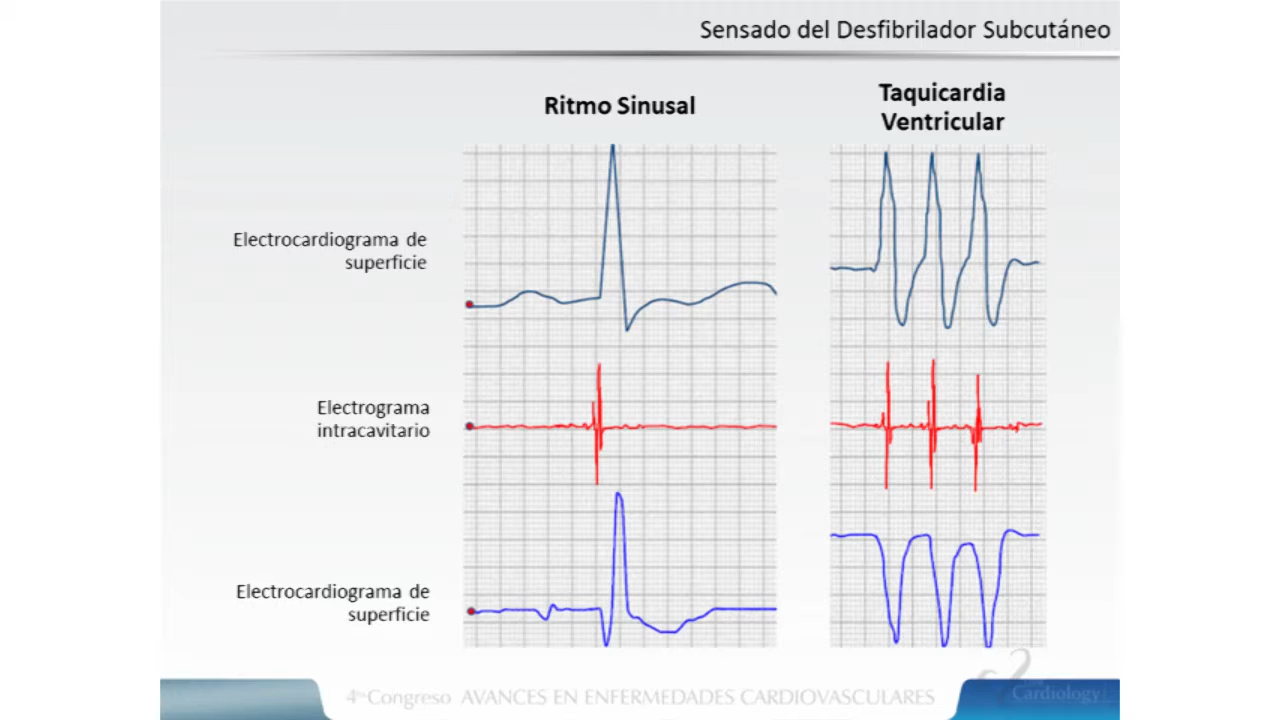 Sensado del Desfibrilador Subcutáneo
Ritmo Sinusal
Taquicardia
Ventricular
Electrocardiograma de
superficie
Electrograma
intracavitario
Electrocardiograma de
superficie
4to Congreso AVANCES EN ENFERMEDADES CARDIOVASCULARES
Cardiology